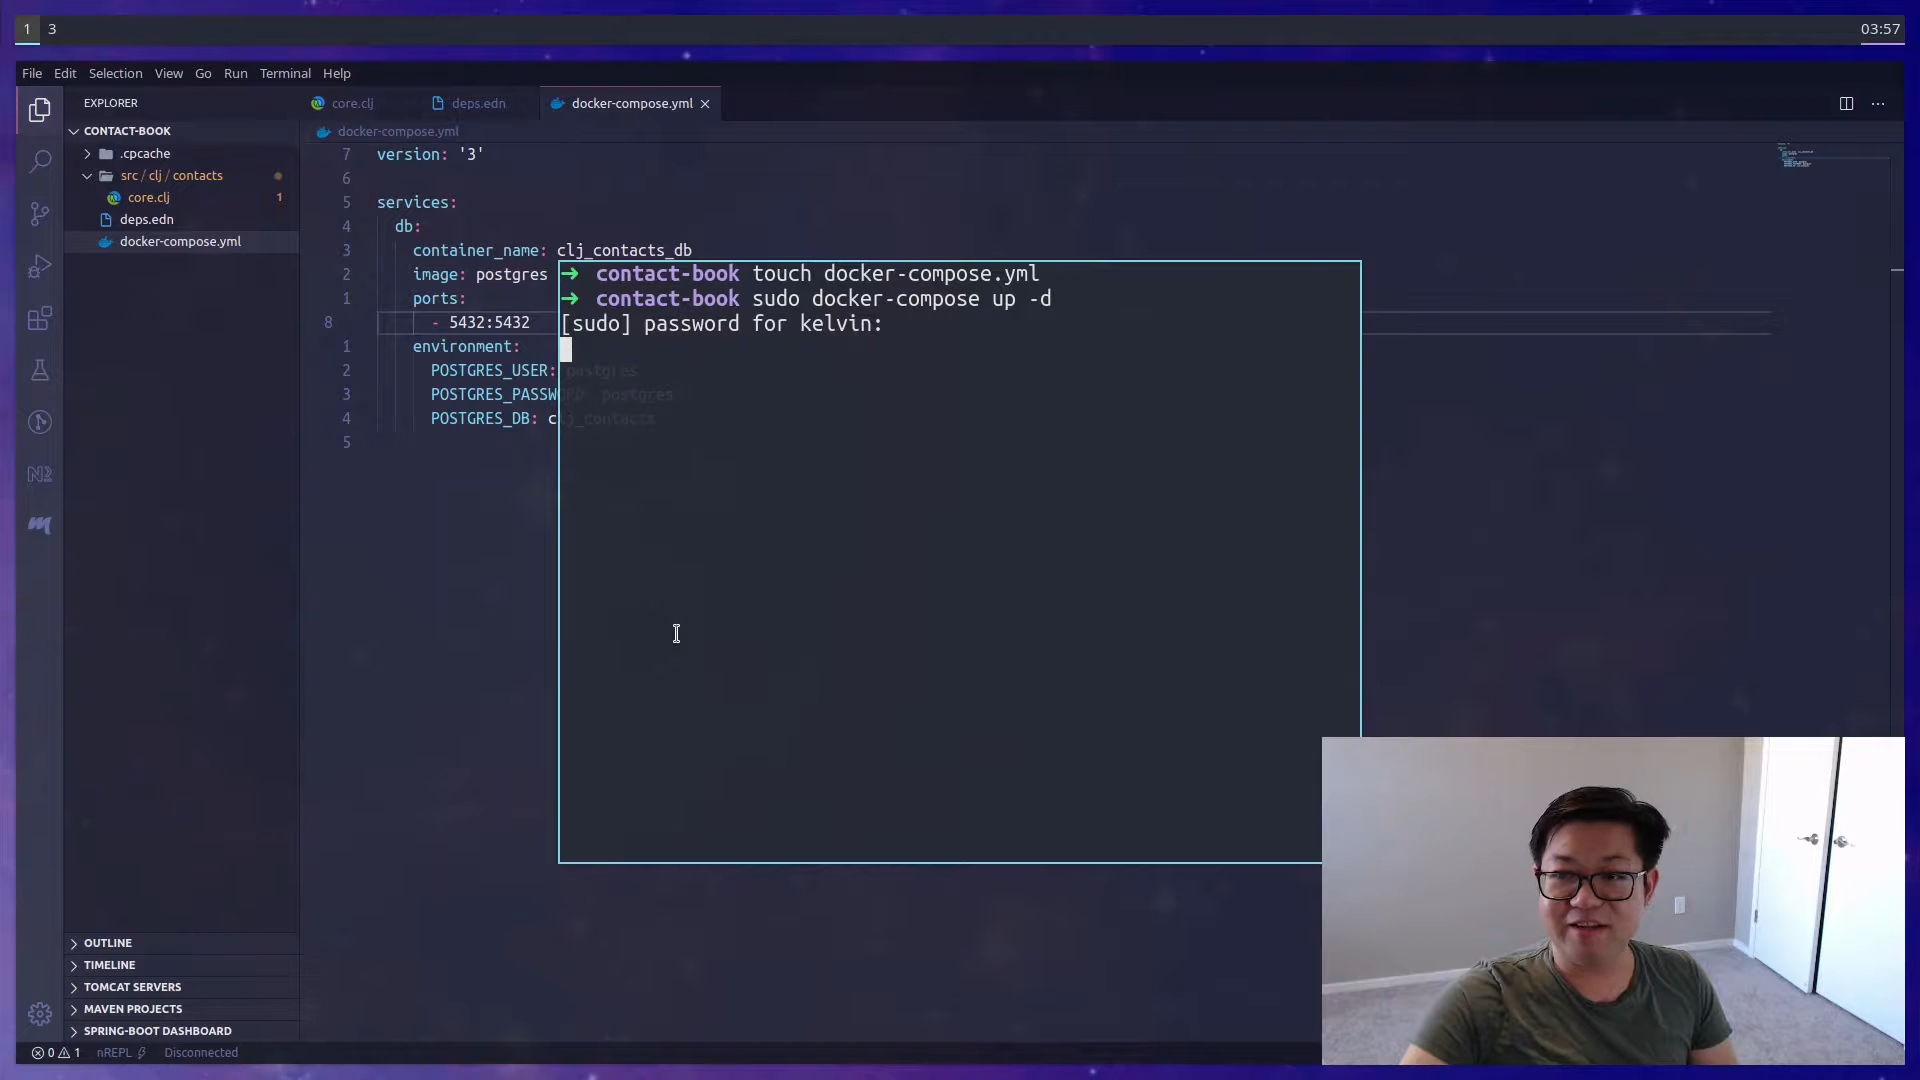 1 3
03:57
File Edit Selection View Go Run Terminal Help
EXPLORER
core.clj
deps.edn
docker-compose.yml
CONTACT-BOOK
.cpcache
src / clj / contacts
core.clj 1
deps.edn
docker-compose.yml
docker-compose.yml
7 version: '3'
6
5 services:
4 db:
3 container_name: clj_contacts_db
2 image: postgres
1 ports:
8 - 5432:5432
1 environment:
2 POSTGRES_USER: postgres
3 POSTGRES_PASSWORD: postgres
4 POSTGRES_DB: clj_contacts
5
➜ contact-book touch docker-compose.yml
➜ contact-book sudo docker-compose up -d
[sudo] password for kelvin:
OUTLINE
TIMELINE
TOMCAT SERVERS
MAVEN PROJECTS
SPRING-BOOT DASHBOARD
0 1 nREPL Disconnected